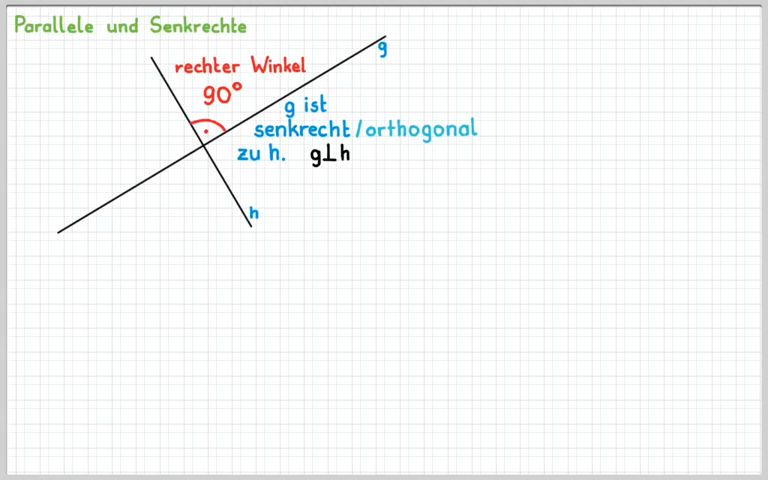 Parallele und Senkrechte
g
rechter Winkel
90°
g ist
senkrecht/orthogonal
zu h. g⊥h
h